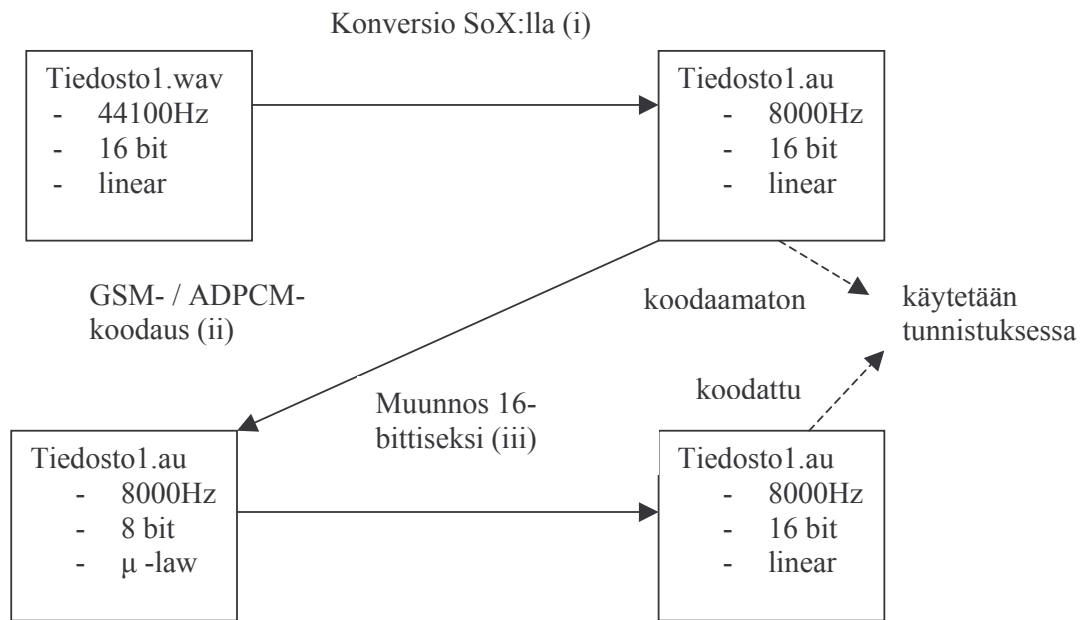 Konversio SoX:lla (i)
Tiedosto1.wav
- 44100Hz
- 16 bit
- linear
Tiedosto1.au
- 8000Hz
- 16 bit
- linear
GSM- / ADPCM-
koodaus (ii)
koodaamaton
käytetään
tunnistuksessa
koodattu
Muunnos 16-
bittiseksi (iii)
Tiedosto1.au
- 8000Hz
- 8 bit
- μ -law
Tiedosto1.au
- 8000Hz
- 16 bit
- linear